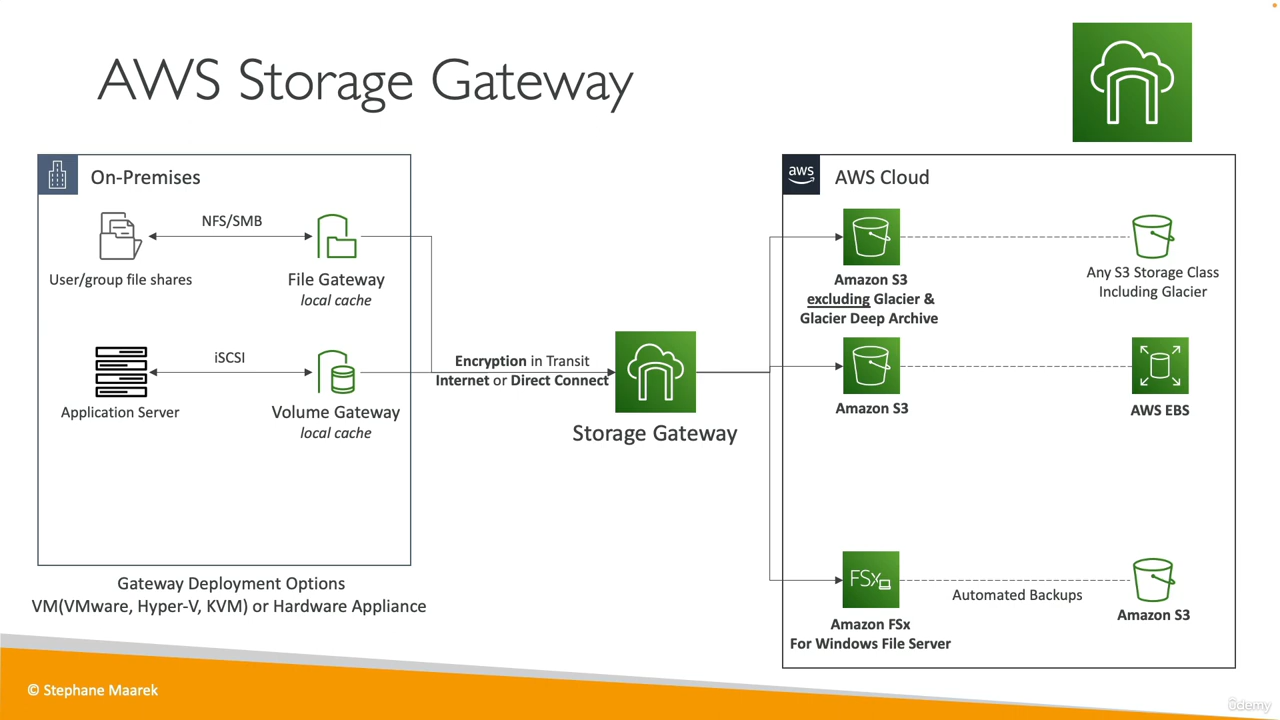 AWS Storage Gateway
On-Premises
aws
AWS Cloud
NFS/SMB
User/group file shares
File Gateway
local cache
Amazon S3
excluding Glacier &
Glacier Deep Archive
Any S3 Storage Class
Including Glacier
iSCSI
Application Server
Volume Gateway
local cache
Encryption in Transit
Internet or Direct Connect
Storage Gateway
Amazon S3
AWS EBS
FSx
Automated Backups
Amazon FSx
For Windows File Server
Amazon S3
Gateway Deployment Options
VM(VMware, Hyper-V, KVM) or Hardware Appliance
© Stephane Maarek
ûdemy